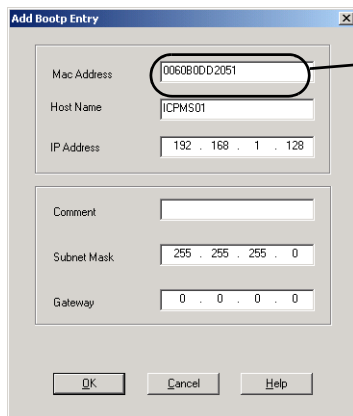 Add Bootp Entry
Mac Address 0060B0DD2051
Host Name ICPMS01
IP Address 192 . 168 . 1 . 128
Comment
Subnet Mask 255 . 255 . 255 . 0
Gateway 0 . 0 . 0 . 0
OK Cancel Help